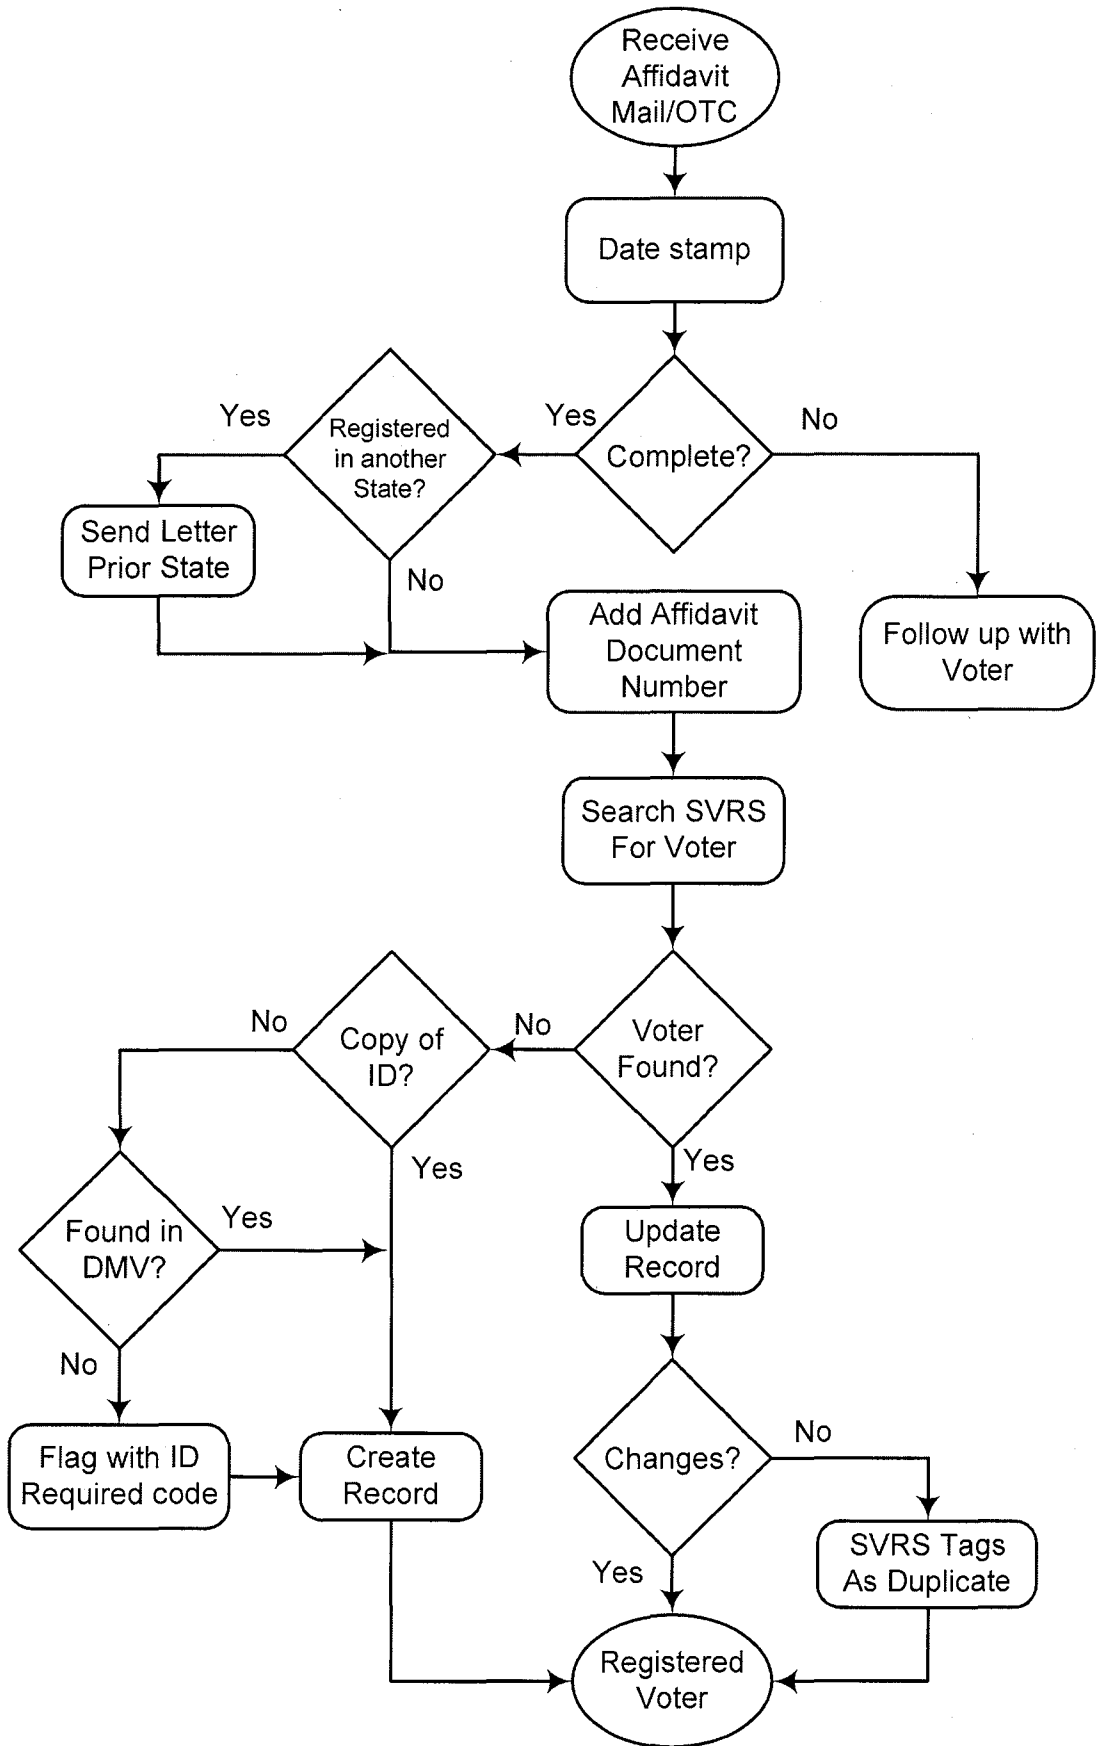 Receive
Affidavit
Mail/OTC
Date stamp
Yes
Registered
in another
State?
Yes
Complete?
No
Send Letter
Prior State
No
Add Affidavit
Document
Number
Follow up with
Voter
Search SVRS
For Voter
No
Copy of
ID?
No
Voter
Found?
Yes
Yes
Found in
DMV?
Yes
Update
Record
No
Flag with ID
Required code
Create
Record
Changes?
No
Yes
SVRS Tags
As Duplicate
Registered
Voter